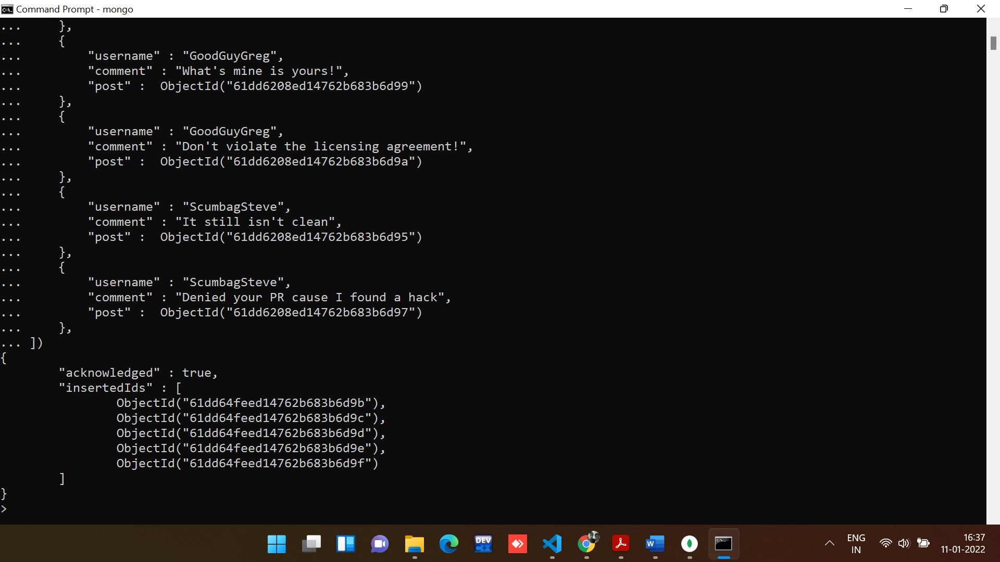 Command Prompt - mongo
...     },
...     {
...         "username" : "GoodGuyGreg",
...         "comment" : "What's mine is yours!",
...         "post" :  ObjectId("61dd6208ed14762b683b6d99")
...     },
...     {
...         "username" : "GoodGuyGreg",
...         "comment" : "Don't violate the licensing agreement!",
...         "post" :  ObjectId("61dd6208ed14762b683b6d9a")
...     },
...     {
...         "username" : "ScumbagSteve",
...         "comment" : "It still isn't clean",
...         "post" :  ObjectId("61dd6208ed14762b683b6d95")
...     },
...     {
...         "username" : "ScumbagSteve",
...         "comment" : "Denied your PR cause I found a hack",
...         "post" :  ObjectId("61dd6208ed14762b683b6d97")
...     },
... ])
{
        "acknowledged" : true,
        "insertedIds" : [
                ObjectId("61dd64feed14762b683b6d9b"),
                ObjectId("61dd64feed14762b683b6d9c"),
                ObjectId("61dd64feed14762b683b6d9d"),
                ObjectId("61dd64feed14762b683b6d9e"),
                ObjectId("61dd64feed14762b683b6d9f")
        ]
}
>
DEV
C++
W
C:\.
ENG
IN
16:37
11-01-2022